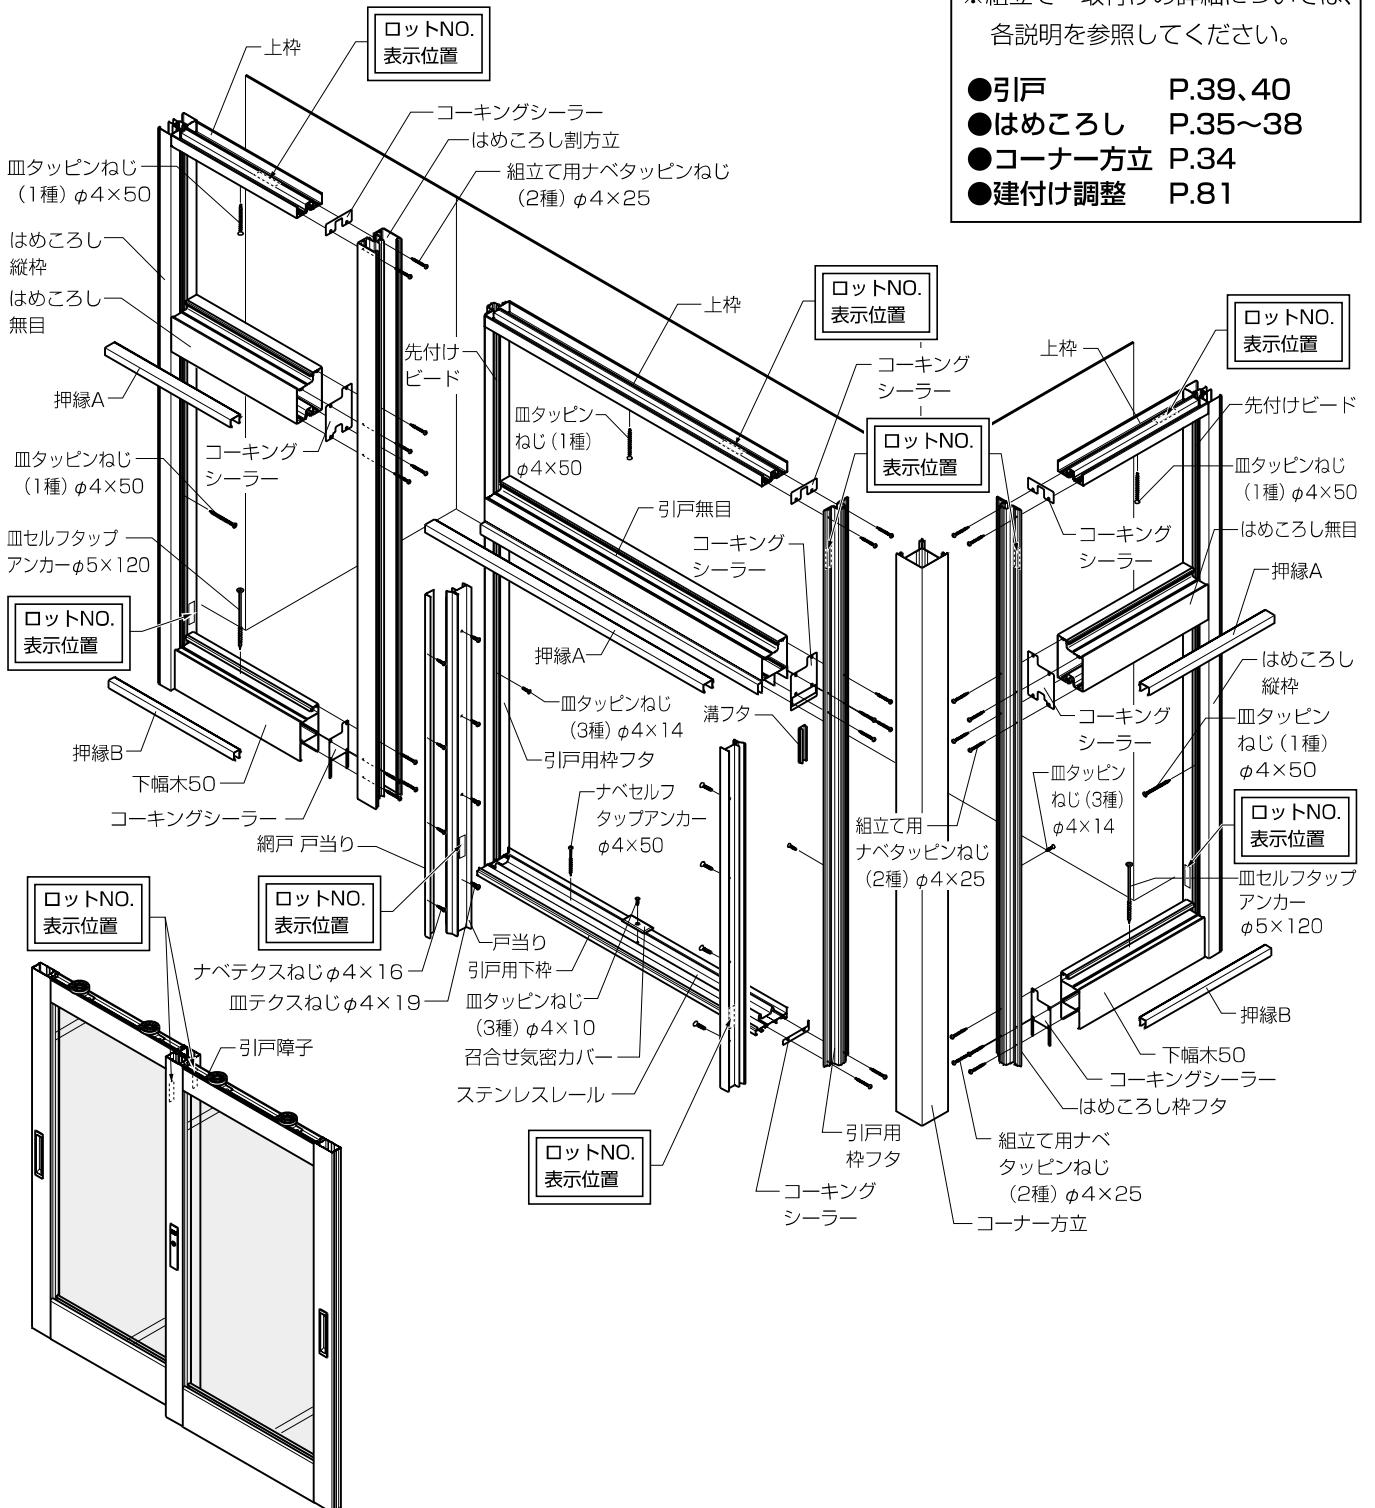 ※組立て・取付けの詳細については、
各説明を参照してください。
●引戸 P.39、40
●はめころし P.35～38
●コーナー方立 P.34
●建付け調整 P.81
ロットNO.
表示位置
上枠
コーキングシーラー
はめころし割方立
組立て用ナベタッピンねじ
（2種）φ4×25
皿タッピンねじ
（1種）φ4×50
はめころし
縦枠
はめころし
無目
押縁A
コーキング
シーラー
皿タッピンねじ
（1種）φ4×50
皿セルフタップ
アンカーφ5×120
ロットNO.
表示位置
押縁B
下幅木50
コーキングシーラー
先付け
ビード
上枠
ロットNO.
表示位置
コーキング
シーラー
皿タッピン
ねじ（1種）
φ4×50
ロットNO.
表示位置
引戸無目
コーキング
シーラー
押縁A
皿タッピンねじ
（3種）φ4×14
溝フタ
引戸用枠フタ
ナベセルフ
タップアンカー
φ4×50
網戸 戸当り
ロットNO.
表示位置
戸当り
ナベテクスねじφ4×16
引戸用下枠
皿テクスねじφ4×19
皿タッピンねじ
（3種）φ4×10
召合せ気密カバー
ステンレスレール
ロットNO.
表示位置
コーキング
シーラー
引戸用
枠フタ
コーナー方立
上枠
ロットNO.
表示位置
先付けビード
皿タッピンねじ
（1種）φ4×50
コーキング
シーラー
はめころし無目
押縁A
はめころし
縦枠
コーキング
シーラー
皿タッピン
ねじ（1種）
φ4×50
皿タッピン
ねじ（3種）
φ4×14
組立て用
ナベタッピンねじ
（2種）φ4×25
ロットNO.
表示位置
皿セルフタップ
アンカー
φ5×120
押縁B
下幅木50
コーキングシーラー
はめころし枠フタ
組立て用ナベ
タッピンねじ
（2種）φ4×25
ロットNO.
表示位置
引戸障子